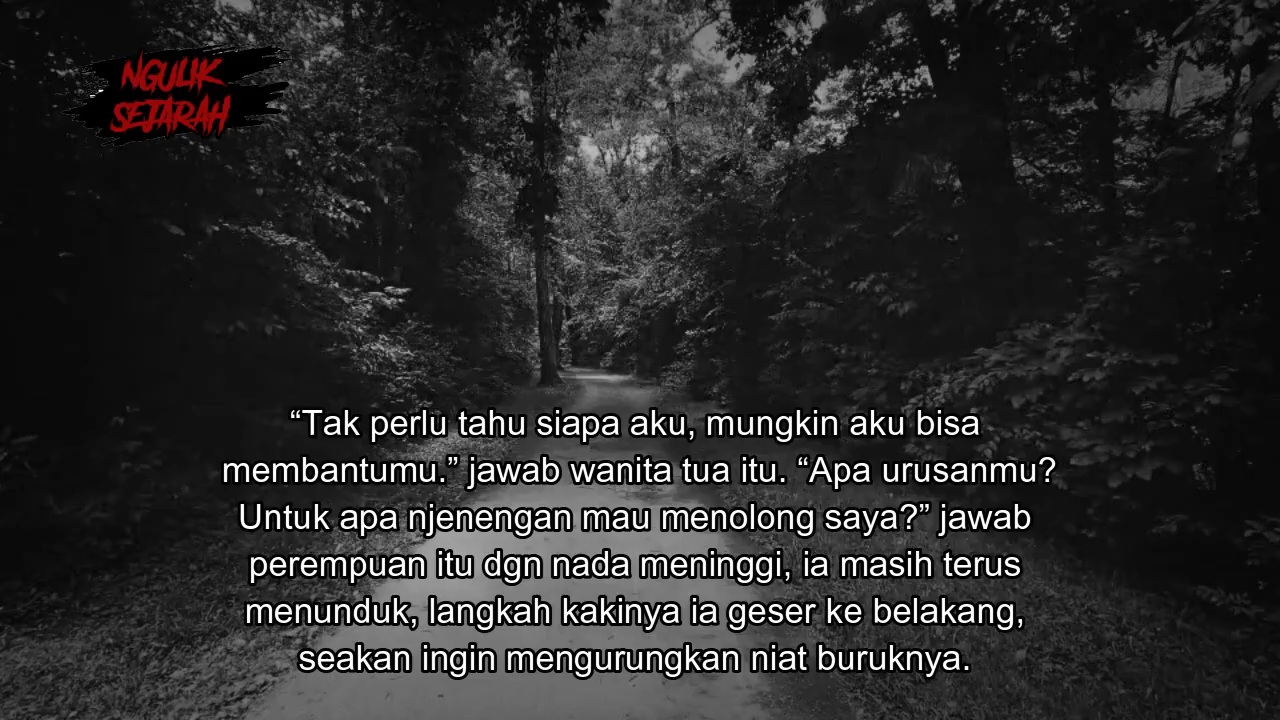 NGULIK
SEJARAH
“Tak perlu tahu siapa aku, mungkin aku bisa
membantumu.” jawab wanita tua itu. “Apa urusanmu?
Untuk apa njenengan mau menolong saya?” jawab
perempuan itu dgn nada meninggi, ia masih terus
menunduk, langkah kakinya ia geser ke belakang,
seakan ingin mengurungkan niat buruknya.